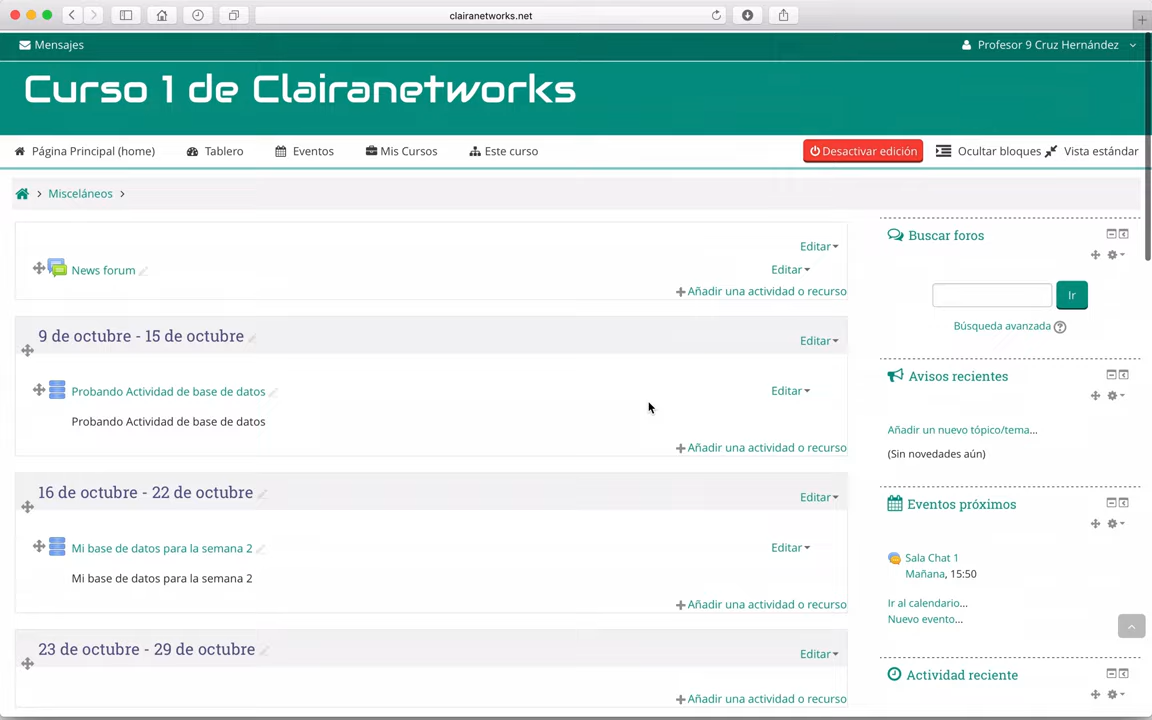 clairanetworks.net
Mensajes
Profesor 9 Cruz Hernández
Curso 1 de Clairanetworks
Página Principal (home) Tablero Eventos Mis Cursos Este curso Desactivar edición Ocultar bloques Vista estándar
Misceláneos
Editar
News forum Editar
Añadir una actividad o recurso
9 de octubre - 15 de octubre Editar
Probando Actividad de base de datos Editar
Probando Actividad de base de datos
Añadir una actividad o recurso
16 de octubre - 22 de octubre Editar
Mi base de datos para la semana 2 Editar
Mi base de datos para la semana 2
Añadir una actividad o recurso
23 de octubre - 29 de octubre Editar
Añadir una actividad o recurso
Buscar foros
Ir
Búsqueda avanzada
Avisos recientes
Añadir un nuevo tópico/tema...
(Sin novedades aún)
Eventos próximos
Sala Chat 1
Mañana, 15:50
Ir al calendario...
Nuevo evento...
Actividad reciente